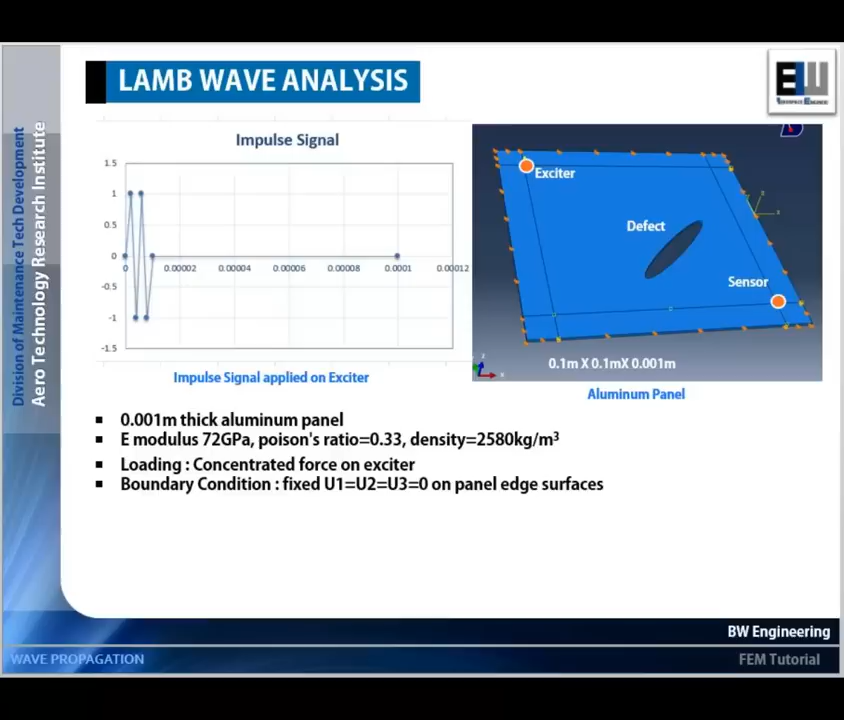 LAMB WAVE ANALYSIS
EW
AEROSPACE ENGINEERING
Division of Maintenance Tech Development
Aero Technology Research Institute
Impulse Signal
1.5
1
0.5
0
-0.5
-1
-1.5
0 0.00002 0.00004 0.00006 0.00008 0.0001 0.00012
Impulse Signal applied on Exciter
Exciter
Defect
Sensor
0.1m X 0.1mX 0.001m
Aluminum Panel
0.001m thick aluminum panel
E modulus 72GPa, poison's ratio=0.33, density=2580kg/m³
Loading : Concentrated force on exciter
Boundary Condition : fixed U1=U2=U3=0 on panel edge surfaces
BW Engineering
WAVE PROPAGATION
FEM Tutorial